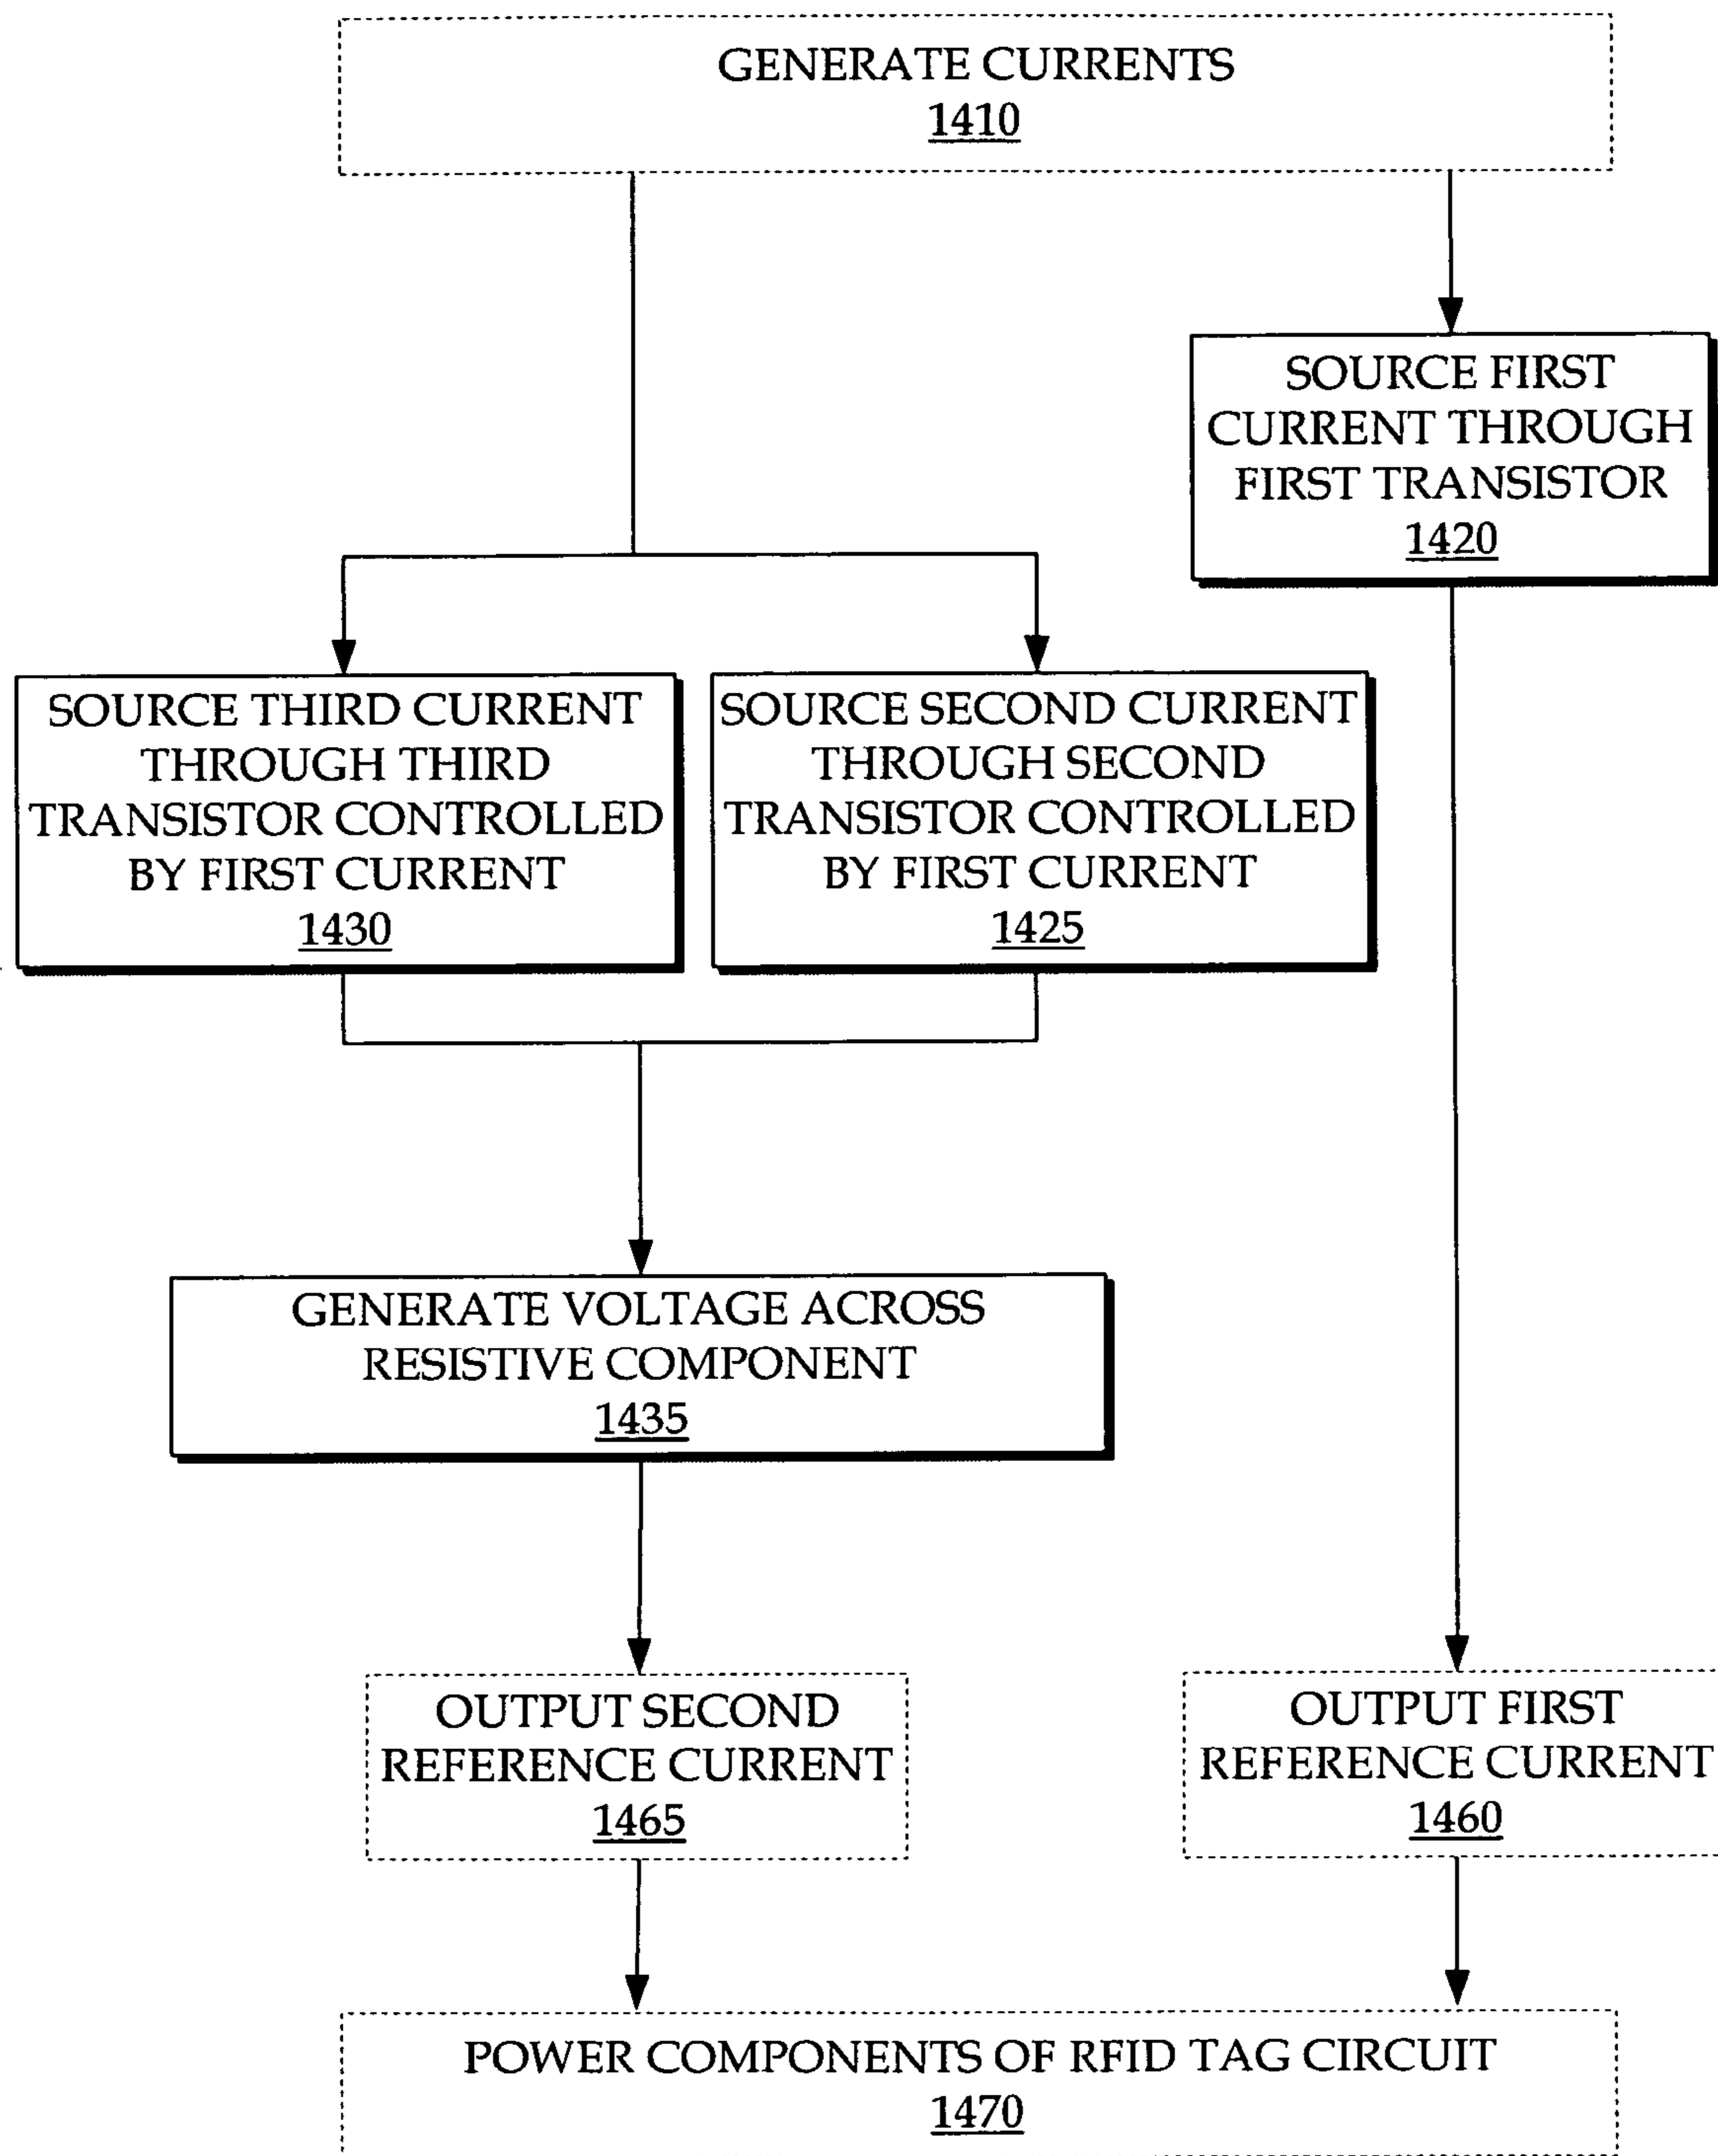 GENERATE CURRENTS
1410
SOURCE FIRST
CURRENT THROUGH
FIRST TRANSISTOR
1420
SOURCE THIRD CURRENT
THROUGH THIRD
TRANSISTOR CONTROLLED
BY FIRST CURRENT
1430
SOURCE SECOND CURRENT
THROUGH SECOND
TRANSISTOR CONTROLLED
BY FIRST CURRENT
1425
GENERATE VOLTAGE ACROSS
RESISTIVE COMPONENT
1435
OUTPUT SECOND
REFERENCE CURRENT
1465
OUTPUT FIRST
REFERENCE CURRENT
1460
POWER COMPONENTS OF RFID TAG CIRCUIT
1470